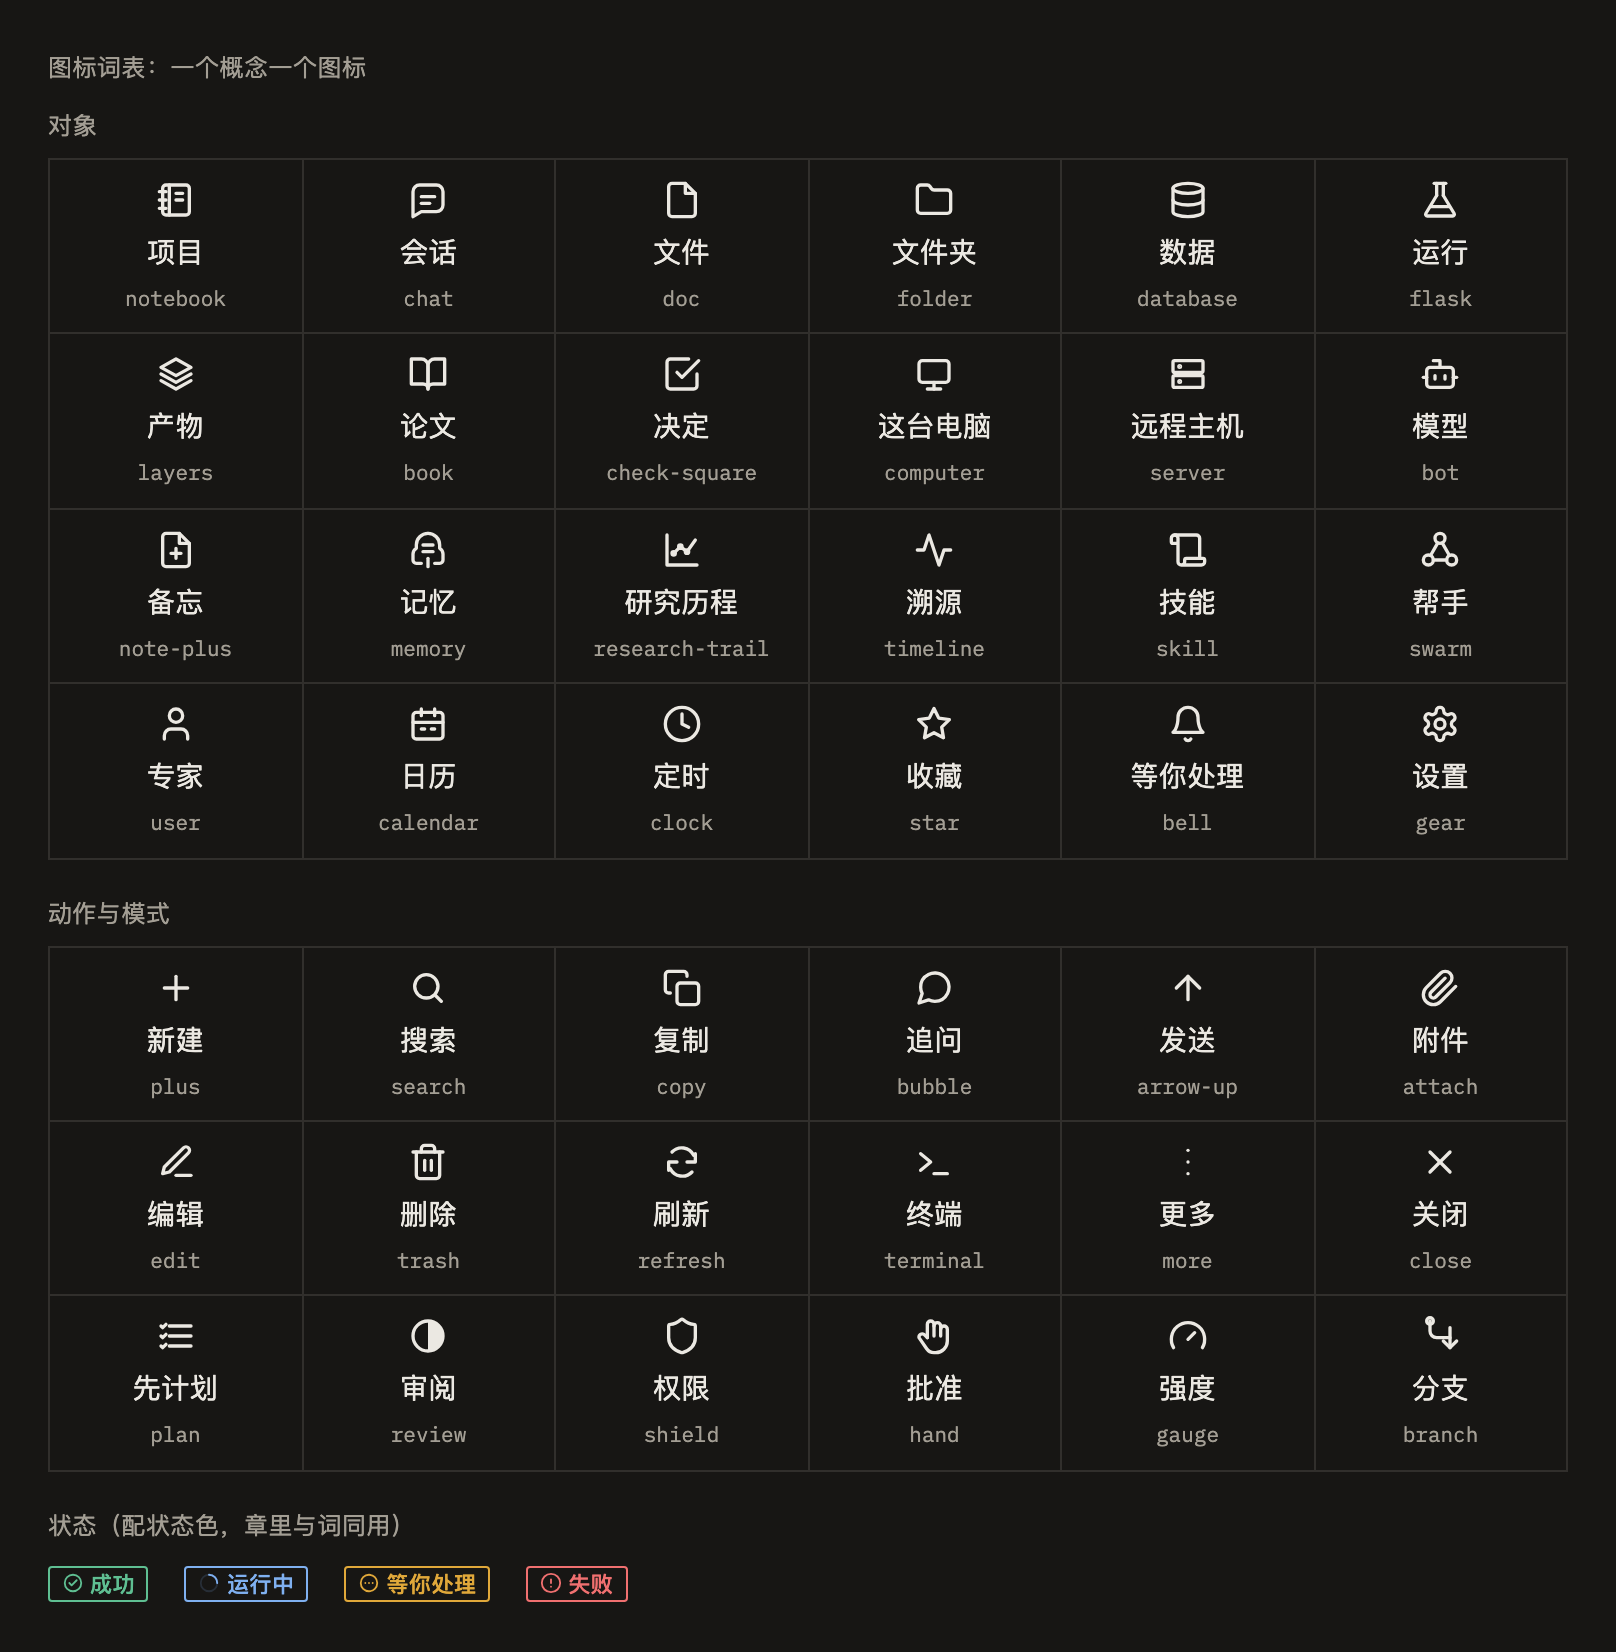 图标词表：一个概念一个图标
对象
项目 会话 文件 文件夹 数据 运行
notebook chat doc folder database flask
产物 论文 决定 这台电脑 远程主机 模型
layers book check-square computer server bot
备忘 记忆 研究历程 溯源 技能 帮手
note-plus memory research-trail timeline skill swarm
专家 日历 定时 收藏 等你处理 设置
user calendar clock star bell gear
动作与模式
新建 搜索 复制 追问 发送 附件
plus search copy bubble arrow-up attach
编辑 删除 刷新 终端 更多 关闭
edit trash refresh terminal more close
先计划 审阅 权限 批准 强度 分支
plan review shield hand gauge branch
状态（配状态色，章里与词同用）
成功 运行中 等你处理 失败